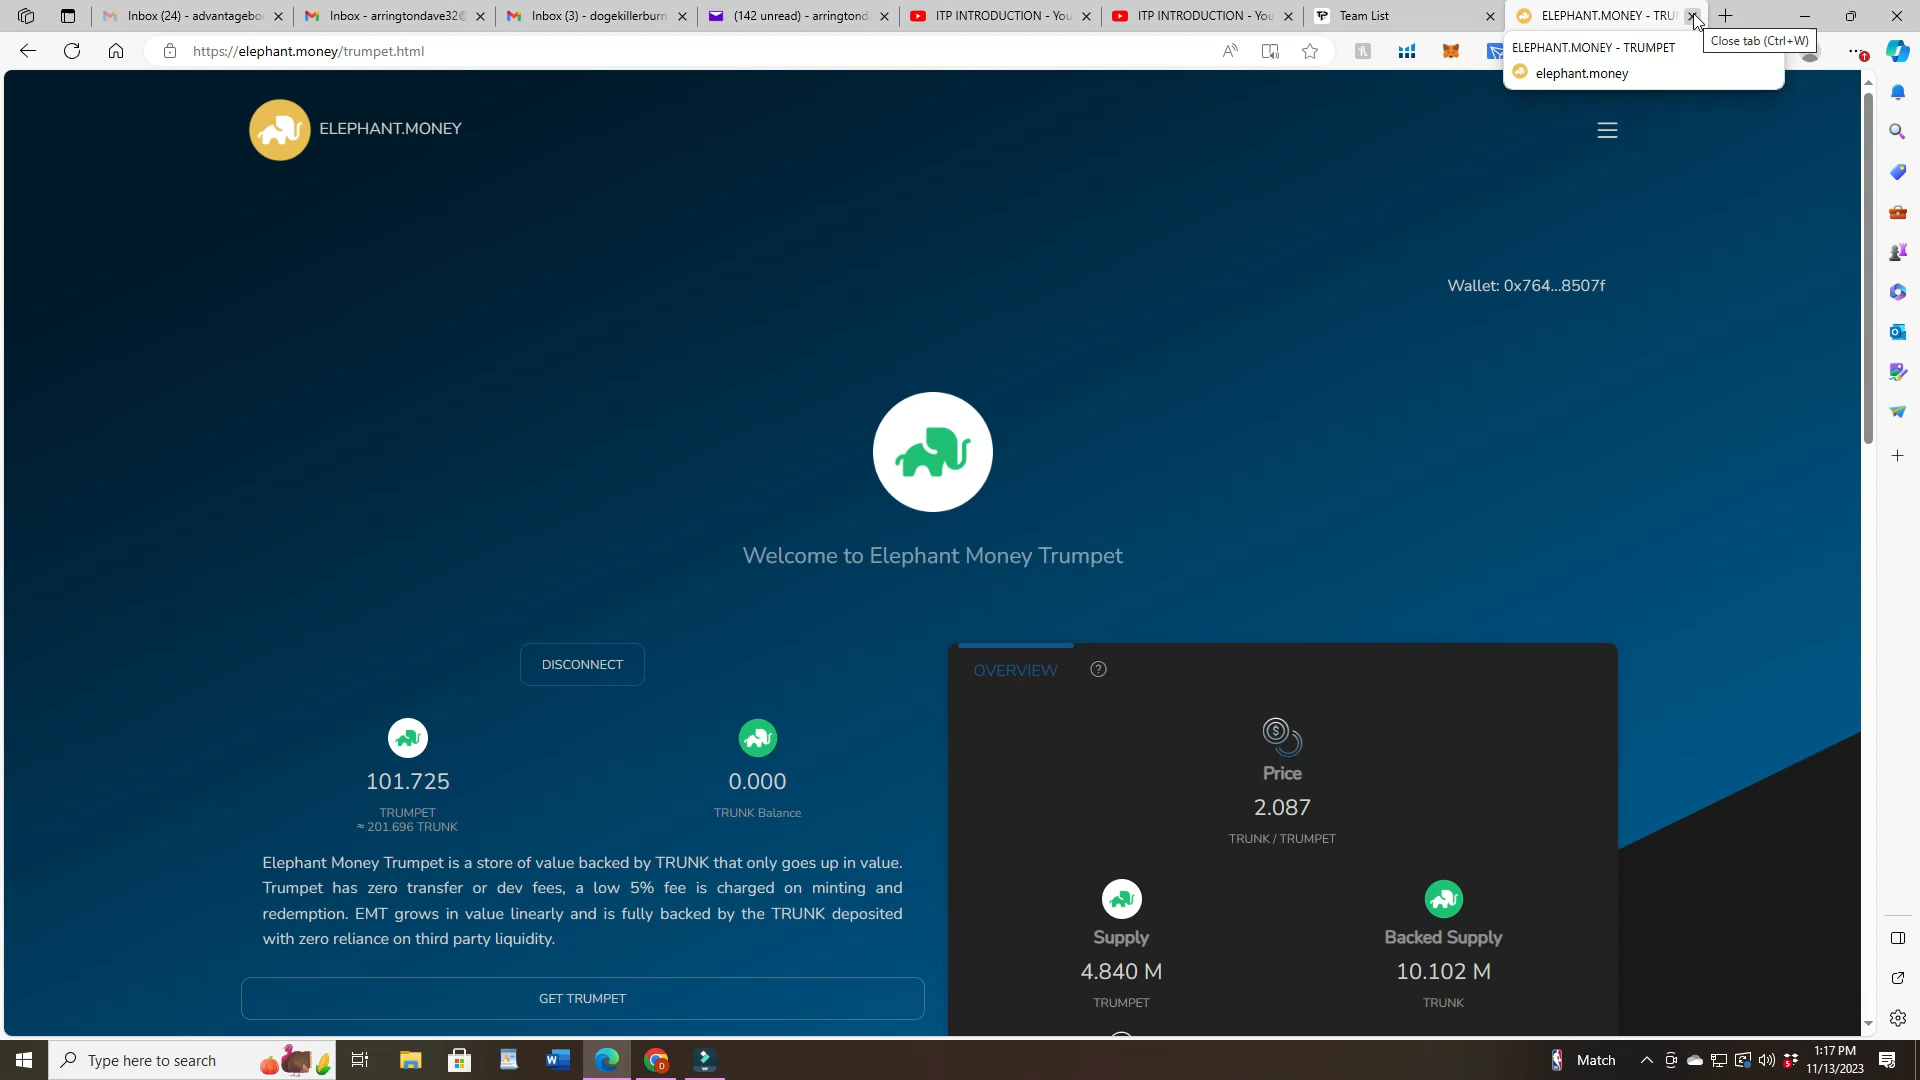 Inbox (24) - advantagebo
Inbox - arringtondave32@
Inbox (3) - dogekillerburn
(142 unread) - arringtond
ITP INTRODUCTION - You
ITP INTRODUCTION - You
Team List
ELEPHANT.MONEY - TRU
https://elephant.money/trumpet.html
ELEPHANT.MONEY - TRUMPET
elephant.money
Close tab (Ctrl+W)
ELEPHANT.MONEY
Wallet: 0x764...8507f
Welcome to Elephant Money Trumpet
DISCONNECT
101.725
TRUMPET
≈ 201.696 TRUNK
0.000
TRUNK Balance
Elephant Money Trumpet is a store of value backed by TRUNK that only goes up in value.
Trumpet has zero transfer or dev fees, a low 5% fee is charged on minting and
redemption. EMT grows in value linearly and is fully backed by the TRUNK deposited
with zero reliance on third party liquidity.
GET TRUMPET
OVERVIEW
Price
2.087
TRUNK / TRUMPET
Supply
4.840 M
TRUMPET
Backed Supply
10.102 M
TRUNK
Type here to search
Match
1:17 PM
11/13/2023